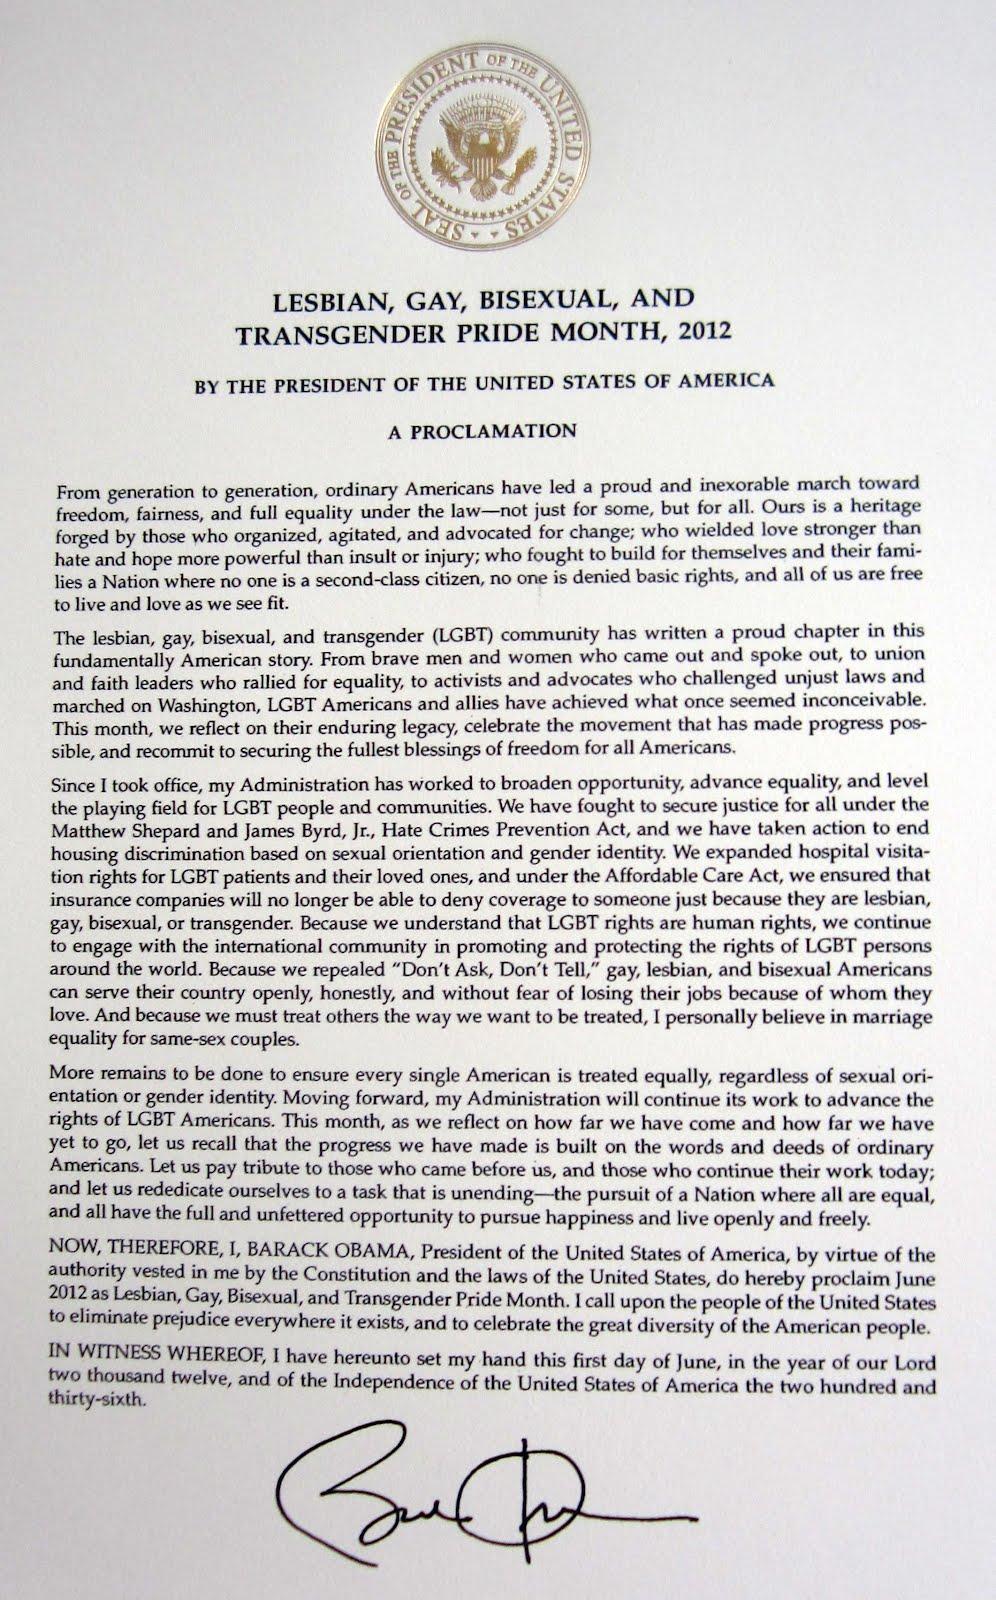 SEAL OF THE PRESIDENT OF THE UNITED STATES
LESBIAN, GAY, BISEXUAL, AND
TRANSGENDER PRIDE MONTH, 2012
BY THE PRESIDENT OF THE UNITED STATES OF AMERICA
A PROCLAMATION
From generation to generation, ordinary Americans have led a proud and inexorable march toward
freedom, fairness, and full equality under the law—not just for some, but for all. Ours is a heritage
forged by those who organized, agitated, and advocated for change; who wielded love stronger than
hate and hope more powerful than insult or injury; who fought to build for themselves and their fami-
lies a Nation where no one is a second-class citizen, no one is denied basic rights, and all of us are free
to live and love as we see fit.
The lesbian, gay, bisexual, and transgender (LGBT) community has written a proud chapter in this
fundamentally American story. From brave men and women who came out and spoke out, to union
and faith leaders who rallied for equality, to activists and advocates who challenged unjust laws and
marched on Washington, LGBT Americans and allies have achieved what once seemed inconceivable.
This month, we reflect on their enduring legacy, celebrate the movement that has made progress pos-
sible, and recommit to securing the fullest blessings of freedom for all Americans.
Since I took office, my Administration has worked to broaden opportunity, advance equality, and level
the playing field for LGBT people and communities. We have fought to secure justice for all under the
Matthew Shepard and James Byrd, Jr., Hate Crimes Prevention Act, and we have taken action to end
housing discrimination based on sexual orientation and gender identity. We expanded hospital visita-
tion rights for LGBT patients and their loved ones, and under the Affordable Care Act, we ensured that
insurance companies will no longer be able to deny coverage to someone just because they are lesbian,
gay, bisexual, or transgender. Because we understand that LGBT rights are human rights, we continue
to engage with the international community in promoting and protecting the rights of LGBT persons
around the world. Because we repealed “Don’t Ask, Don’t Tell,” gay, lesbian, and bisexual Americans
can serve their country openly, honestly, and without fear of losing their jobs because of whom they
love. And because we must treat others the way we want to be treated, I personally believe in marriage
equality for same-sex couples.
More remains to be done to ensure every single American is treated equally, regardless of sexual ori-
entation or gender identity. Moving forward, my Administration will continue its work to advance the
rights of LGBT Americans. This month, as we reflect on how far we have come and how far we have
yet to go, let us recall that the progress we have made is built on the words and deeds of ordinary
Americans. Let us pay tribute to those who came before us, and those who continue their work today;
and let us rededicate ourselves to a task that is unending—the pursuit of a Nation where all are equal,
and all have the full and unfettered opportunity to pursue happiness and live openly and freely.
NOW, THEREFORE, I, BARACK OBAMA, President of the United States of America, by virtue of the
authority vested in me by the Constitution and the laws of the United States, do hereby proclaim June
2012 as Lesbian, Gay, Bisexual, and Transgender Pride Month. I call upon the people of the United States
to eliminate prejudice everywhere it exists, and to celebrate the great diversity of the American people.
IN WITNESS WHEREOF, I have hereunto set my hand this first day of June, in the year of our Lord
two thousand twelve, and of the Independence of the United States of America the two hundred and
thirty-sixth.